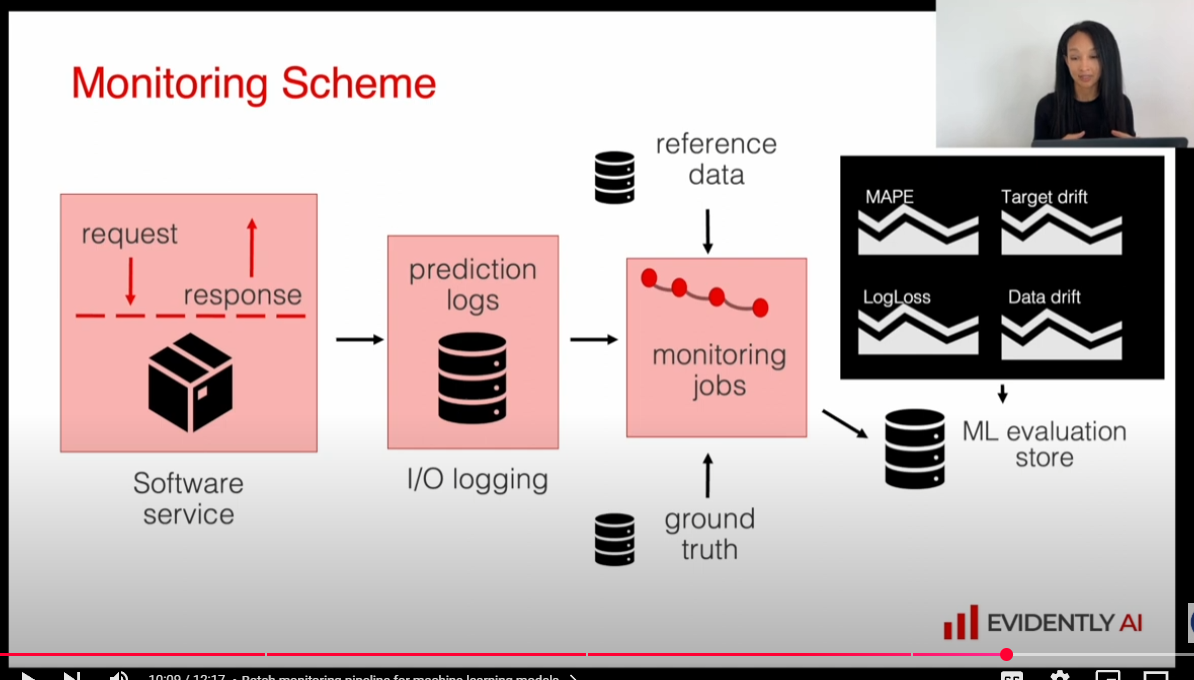 Monitoring Scheme
request
response
Software
service
prediction
logs
I/O logging
reference
data
monitoring
jobs
ground
truth
MAPE
Target drift
LogLoss
Data drift
ML evaluation
store
EVIDENTLY AI
10:09 / 12:17 • Batch monitoring pipeline for machine learning models
CC